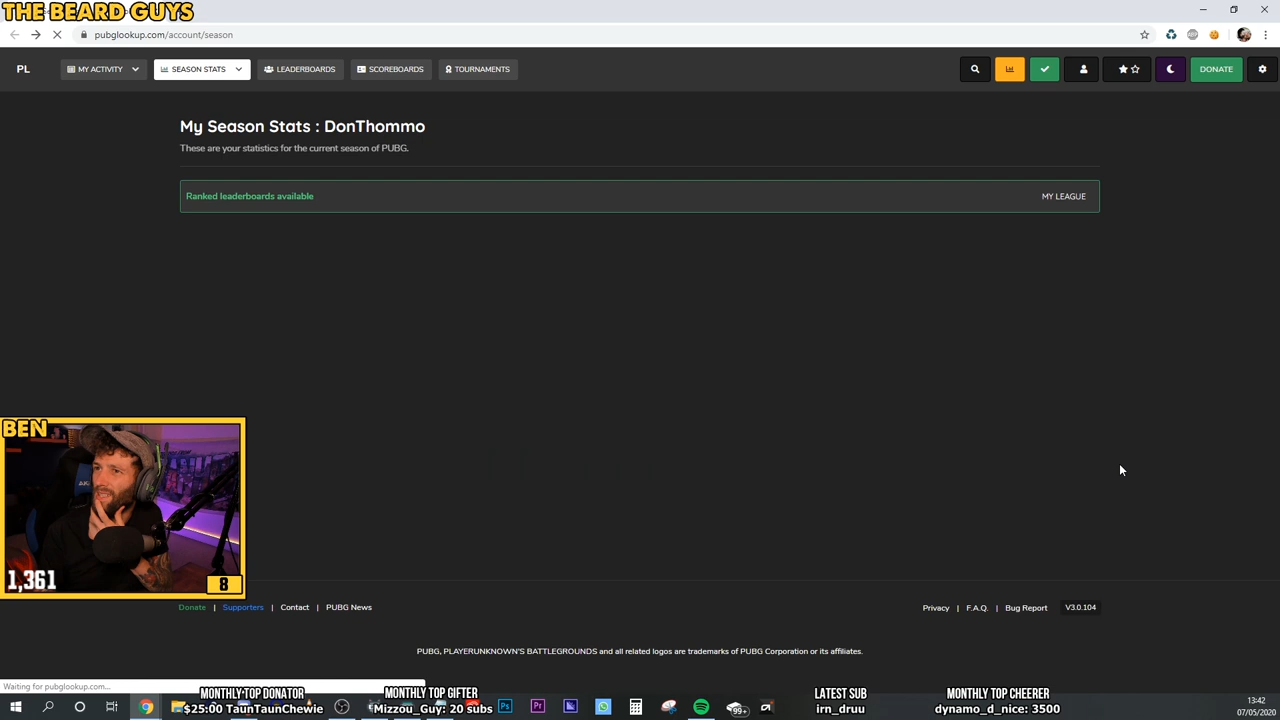 THE BEARD GUYS
pubglookup.com/account/season
PL
MY ACTIVITY
SEASON STATS
LEADERBOARDS
SCOREBOARDS
TOURNAMENTS
DONATE
My Season Stats : DonThommo
These are your statistics for the current season of PUBG.
Ranked leaderboards available
MY LEAGUE
BEN
1,361
8
Donate | Supporters | Contact | PUBG News
Privacy | F.A.Q. | Bug Report
V3.0.104
PUBG, PLAYERUNKNOWN'S BATTLEGROUNDS and all related logos are trademarks of PUBG Corporation or its affiliates.
Waiting for pubglookup.com...
MONTHLY TOP DONATOR
$25.00 TaunTaunChewie
MONTHLY TOP GIFTER
Mizzou_Guy: 20 subs
Ps
Pr
99+
LATEST SUB
irn_druu
MONTHLY TOP CHEERER
dynamo_d_nice: 3500
13:42
07/05/2020